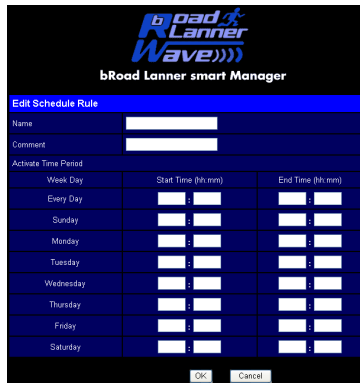 bRoad
Lanner
Wave))))
bRoad Lanner smart Manager
Edit Schedule Rule
Name
Comment
Activate Time Period
Week Day Start Time (hh:mm) End Time (hh:mm)
Every Day : :
Sunday : :
Monday : :
Tuesday : :
Wednesday : :
Thursday : :
Friday : :
Saturday : :
OK Cancel